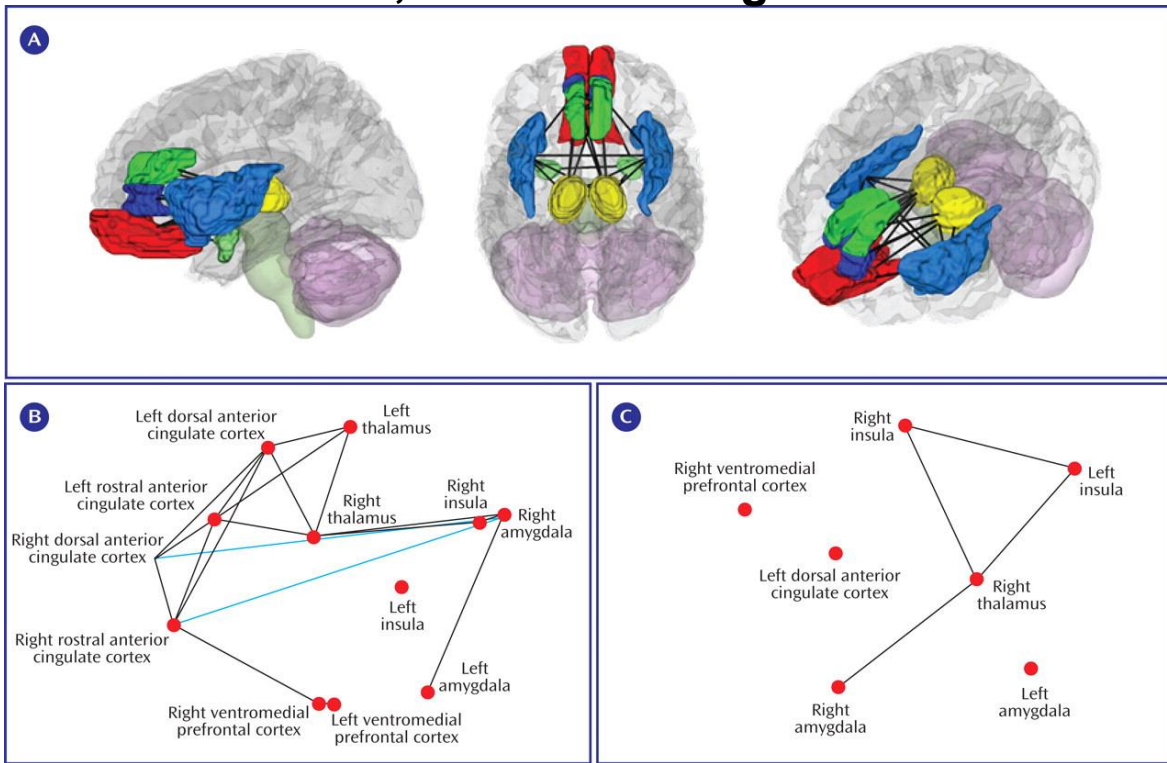 A
B
Left dorsal anterior
cingulate cortex
Left
thalamus
Left rostral anterior
cingulate cortex
Right
thalamus
Right
insula
Right
amygdala
Right dorsal anterior
cingulate cortex
Left
insula
Right rostral anterior
cingulate cortex
Left
amygdala
Right ventromedial
prefrontal cortex
Left ventromedial
prefrontal cortex
C
Right
insula
Right ventromedial
prefrontal cortex
Left
insula
Left dorsal anterior
cingulate cortex
Right
thalamus
Right
amygdala
Left
amygdala